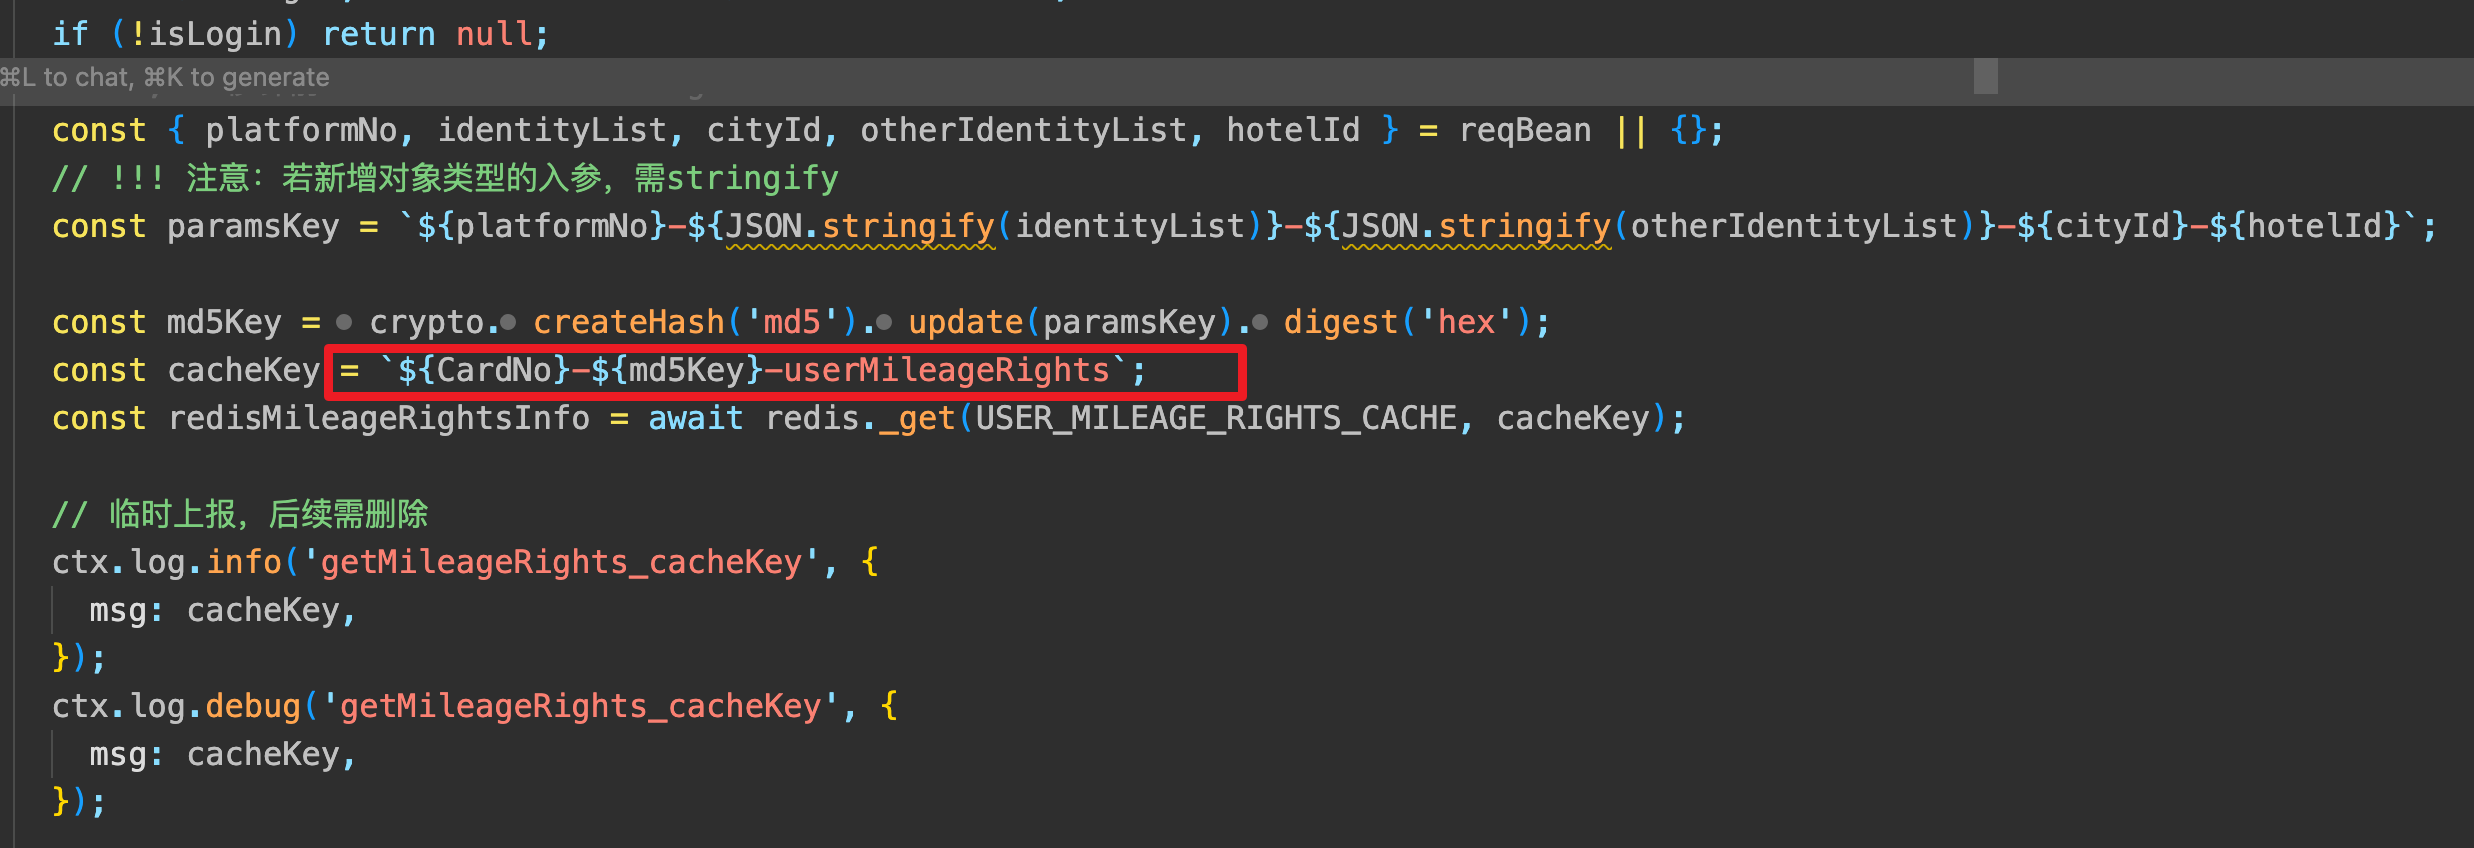 if (!isLogin) return null;
⌘L to chat, ⌘K to generate
const { platformNo, identityList, cityId, otherIdentityList, hotelId } = reqBean || {};
// !!! 注意：若新增对象类型的入参，需stringify
const paramsKey = `${platformNo}-${JSON.stringify(identityList)}-${JSON.stringify(otherIdentityList)}-${cityId}-${hotelId}`;
const md5Key = crypto.createHash('md5').update(paramsKey).digest('hex');
const cacheKey = `${CardNo}-${md5Key}-userMileageRights`;
const redisMileageRightsInfo = await redis._get(USER_MILEAGE_RIGHTS_CACHE, cacheKey);
// 临时上报，后续需删除
ctx.log.info('getMileageRights_cacheKey', {
msg: cacheKey,
});
ctx.log.debug('getMileageRights_cacheKey', {
msg: cacheKey,
});